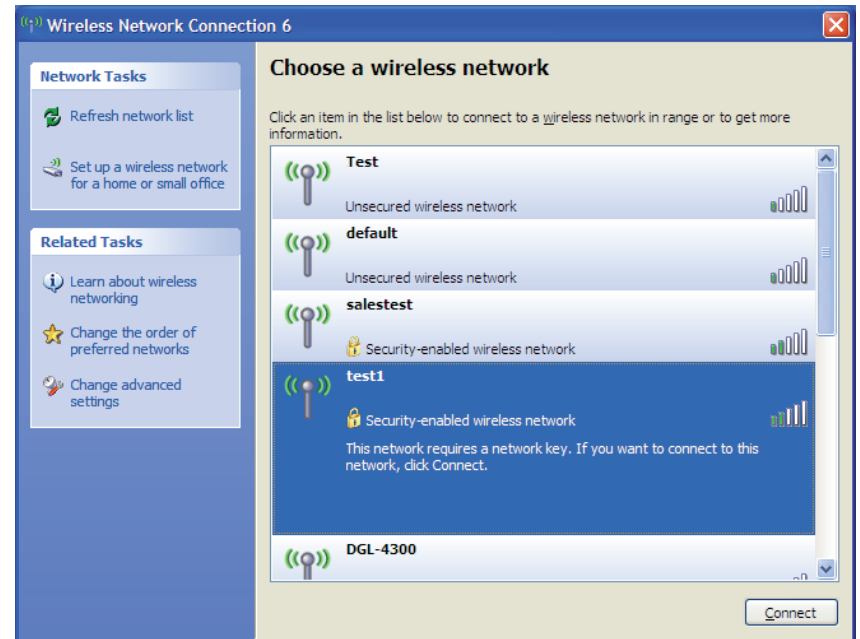 Wireless Network Connection 6
Network Tasks
Refresh network list
Set up a wireless network
for a home or small office
Related Tasks
Learn about wireless
networking
Change the order of
preferred networks
Change advanced
settings
Choose a wireless network
Click an item in the list below to connect to a wireless network in range or to get more
information.
Test
Unsecured wireless network
default
Unsecured wireless network
salestest
Security-enabled wireless network
test1
Security-enabled wireless network
This network requires a network key. If you want to connect to this
network, click Connect.
DGL-4300
Connect